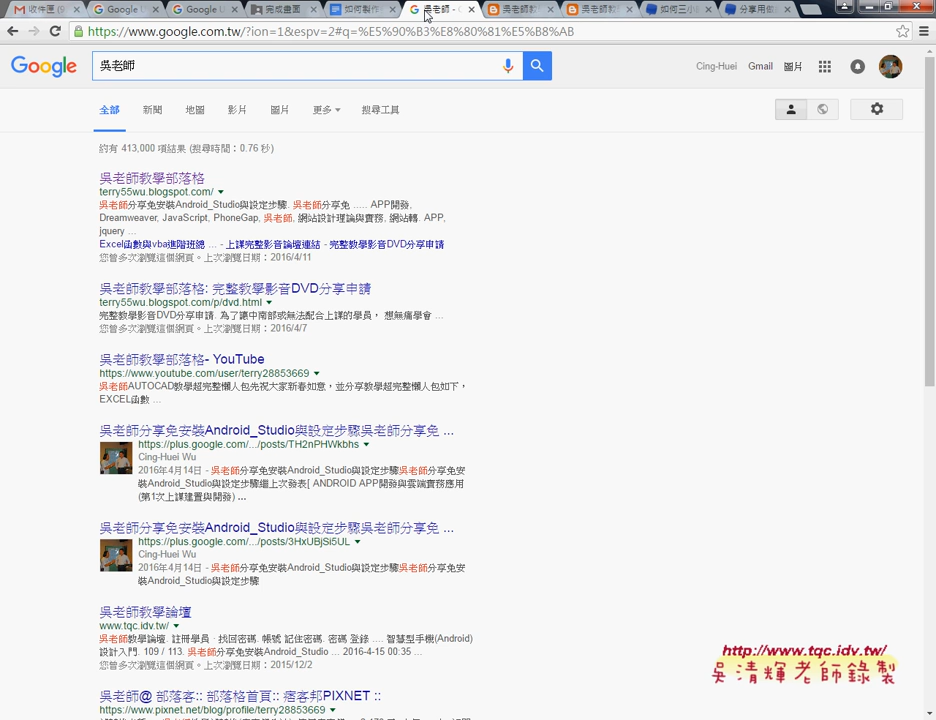 收件匣 (9
Google U
Google U
完成畫面
如何製作
吳老師 - G
吳老師教
吳老師教
如何三小
分享用做
https://www.google.com.tw/?ion=1&espv=2#q=%E5%90%B3%E8%80%81%E5%B8%AB
Google 吳老師 Cing-Huei Gmail 圖片
全部 新聞 地圖 影片 圖片 更多 搜尋工具
約有 413,000 項結果 (搜尋時間：0.76 秒)
吳老師教學部落格
terry55wu.blogspot.com/
吳老師分享免安裝Android_Studio與設定步驟. 吳老師分享免 ..... APP開發,
Dreamweaver, JavaScript, PhoneGap, 吳老師, 網站設計理論與實務, 網站轉. APP,
jquery ...
Excel函數與vba進階班總 ... - 上課完整影音論壇連結 - 完整教學影音DVD分享申請
您曾多次瀏覽這個網頁。上次瀏覽日期：2016/4/11
吳老師教學部落格: 完整教學影音DVD分享申請
terry55wu.blogspot.com/p/dvd.html
完整教學影音DVD分享申請. 為了讓中南部或無法配合上課的學員， 想無痛學會 ...
您曾多次瀏覽這個網頁。上次瀏覽日期：2016/4/7
吳老師教學部落格- YouTube
https://www.youtube.com/user/terry28853669
吳老師AUTOCAD教學超完整懶人包先祝大家新春如意，並分享教學超完整懶人包如下，
EXCEL函數 ...
吳老師分享免安裝Android_Studio與設定步驟吳老師分享免 ...
https://plus.google.com/.../posts/TH2nPHWkbhs
Cing-Huei Wu
2016年4月14日 - 吳老師分享免安裝Android_Studio與設定步驟吳老師分享免安
裝Android_Studio與設定步驟繼上次發表[ ANDROID APP開發與雲端實務應用
(第1次上課建置與開發) ...
吳老師分享免安裝Android_Studio與設定步驟吳老師分享免 ...
https://plus.google.com/.../posts/3HxUBjSi5UL
Cing-Huei Wu
2016年4月14日 - 吳老師分享免安裝Android_Studio與設定步驟吳老師分享免安
裝Android_Studio與設定步驟
吳老師教學論壇
www.tqc.idv.tw/
吳老師教學論壇. 註冊學員 · 找回密碼. 帳號 記住密碼. 密碼 登錄 .... 智慧型手機(Android)
設計入門. 109 / 113. 吳老師分享免安裝Android_Studio ... 2016-4-15 00:35 ...
您曾多次瀏覽這個網頁。上次瀏覽日期：2015/12/2
吳老師@ 部落客:: 部落格首頁:: 痞客邦PIXNET ::
https://www.pixnet.net/blog/profile/terry28853669
http://www.tqc.idv.tw/
吳清輝老師錄製